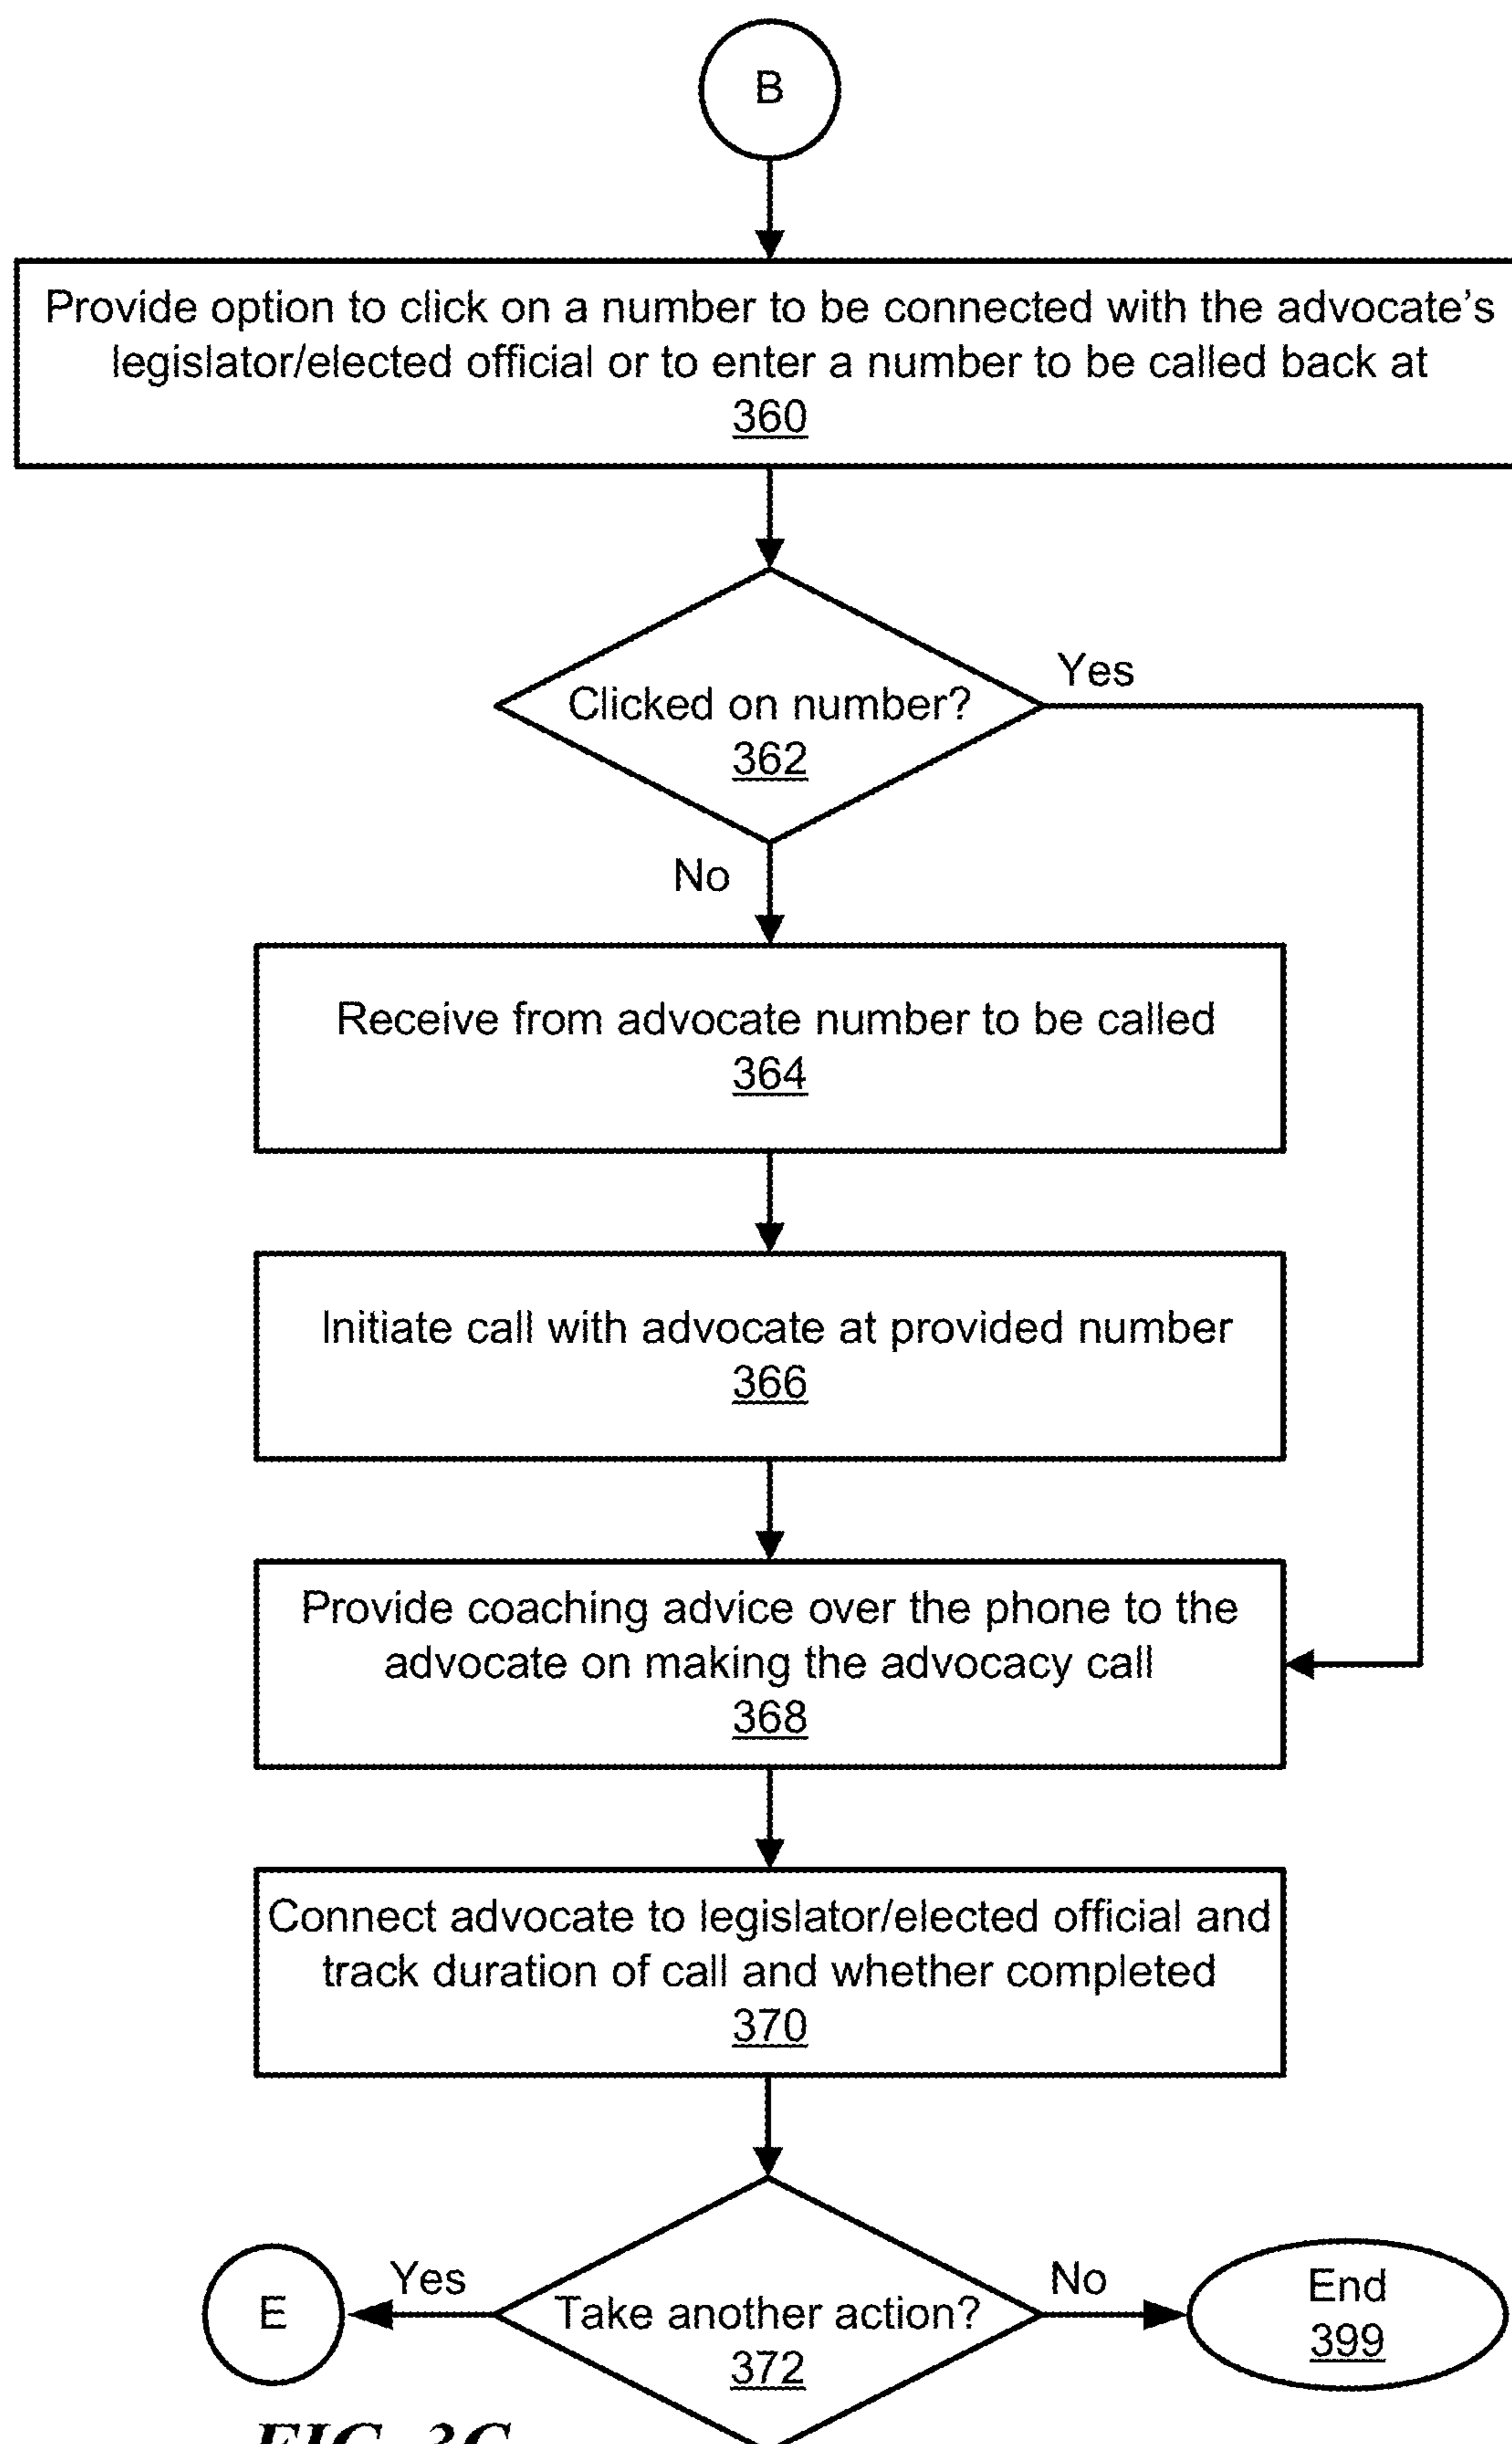 B
Provide option to click on a number to be connected with the advocate's
legislator/elected official or to enter a number to be called back at
360
Clicked on number?
362
Yes
No
Receive from advocate number to be called
364
Initiate call with advocate at provided number
366
Provide coaching advice over the phone to the
advocate on making the advocacy call
368
Connect advocate to legislator/elected official and
track duration of call and whether completed
370
E
Yes
Take another action?
372
No
End
399
FIG. 3C